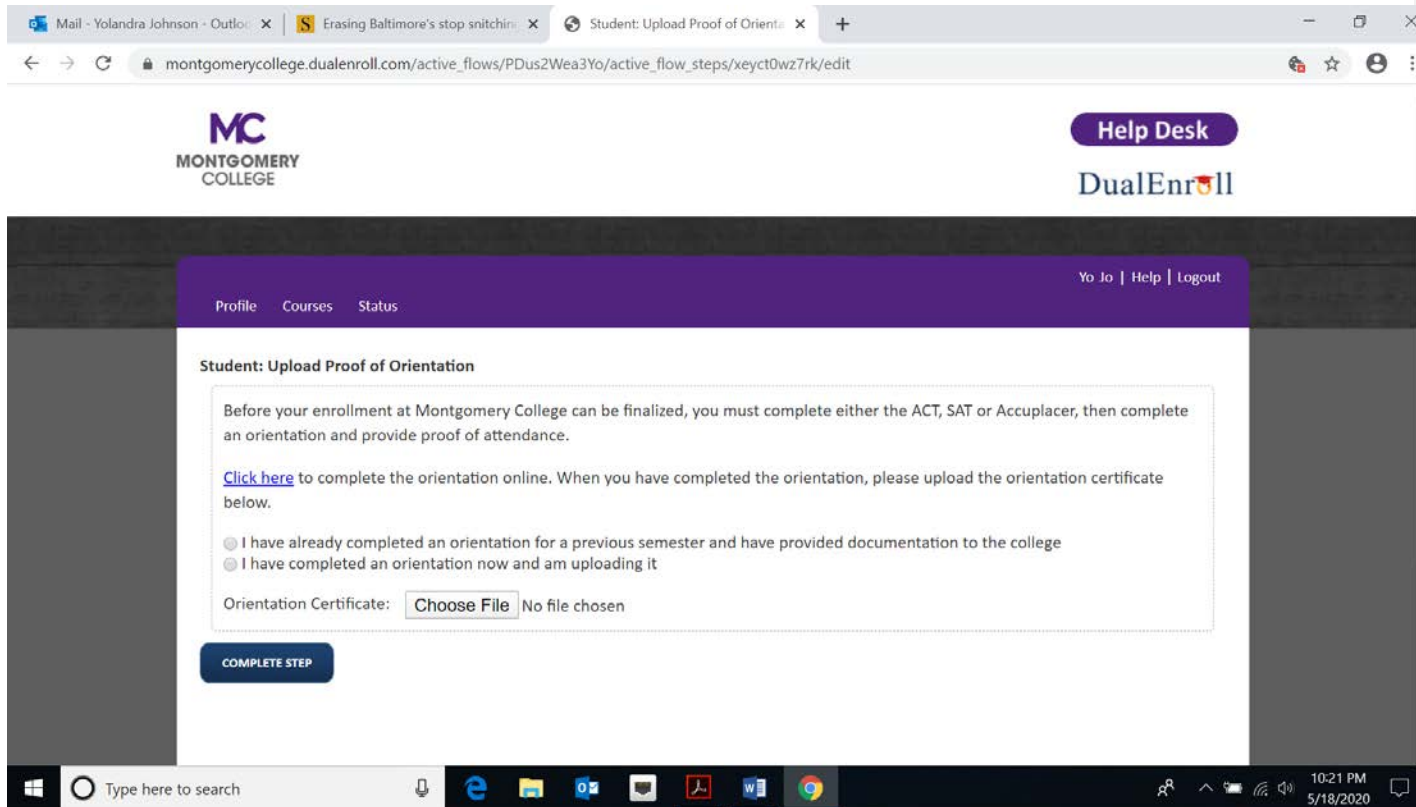 Mail - Yolandra Johnson - Outloo
Erasing Baltimore's stop snitchin
Student: Upload Proof of Orienta
montgomerycollege.dualenroll.com/active_flows/PDus2Wea3Yo/active_flow_steps/xeyct0wz7rk/edit
MC
MONTGOMERY
COLLEGE
Help Desk
DualEnroll
Yo Jo | Help | Logout
Profile Courses Status
Student: Upload Proof of Orientation
Before your enrollment at Montgomery College can be finalized, you must complete either the ACT, SAT or Accuplacer, then complete
an orientation and provide proof of attendance.
Click here to complete the orientation online. When you have completed the orientation, please upload the orientation certificate
below.
I have already completed an orientation for a previous semester and have provided documentation to the college
I have completed an orientation now and am uploading it
Orientation Certificate: Choose File No file chosen
COMPLETE STEP
Type here to search
10:21 PM
5/18/2020